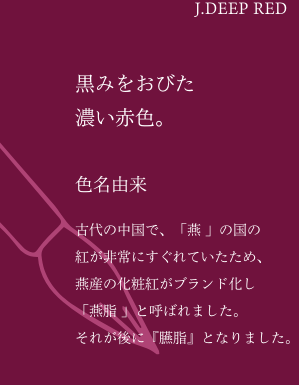 J.DEEP RED
黒みをおびた
濃い赤色。
色名由来
古代の中国で、「燕 」の国の
紅が非常にすぐれていたため、
燕産の化粧紅がブランド化し
「燕脂 」と呼ばれました。
それが後に『臙脂』となりました。